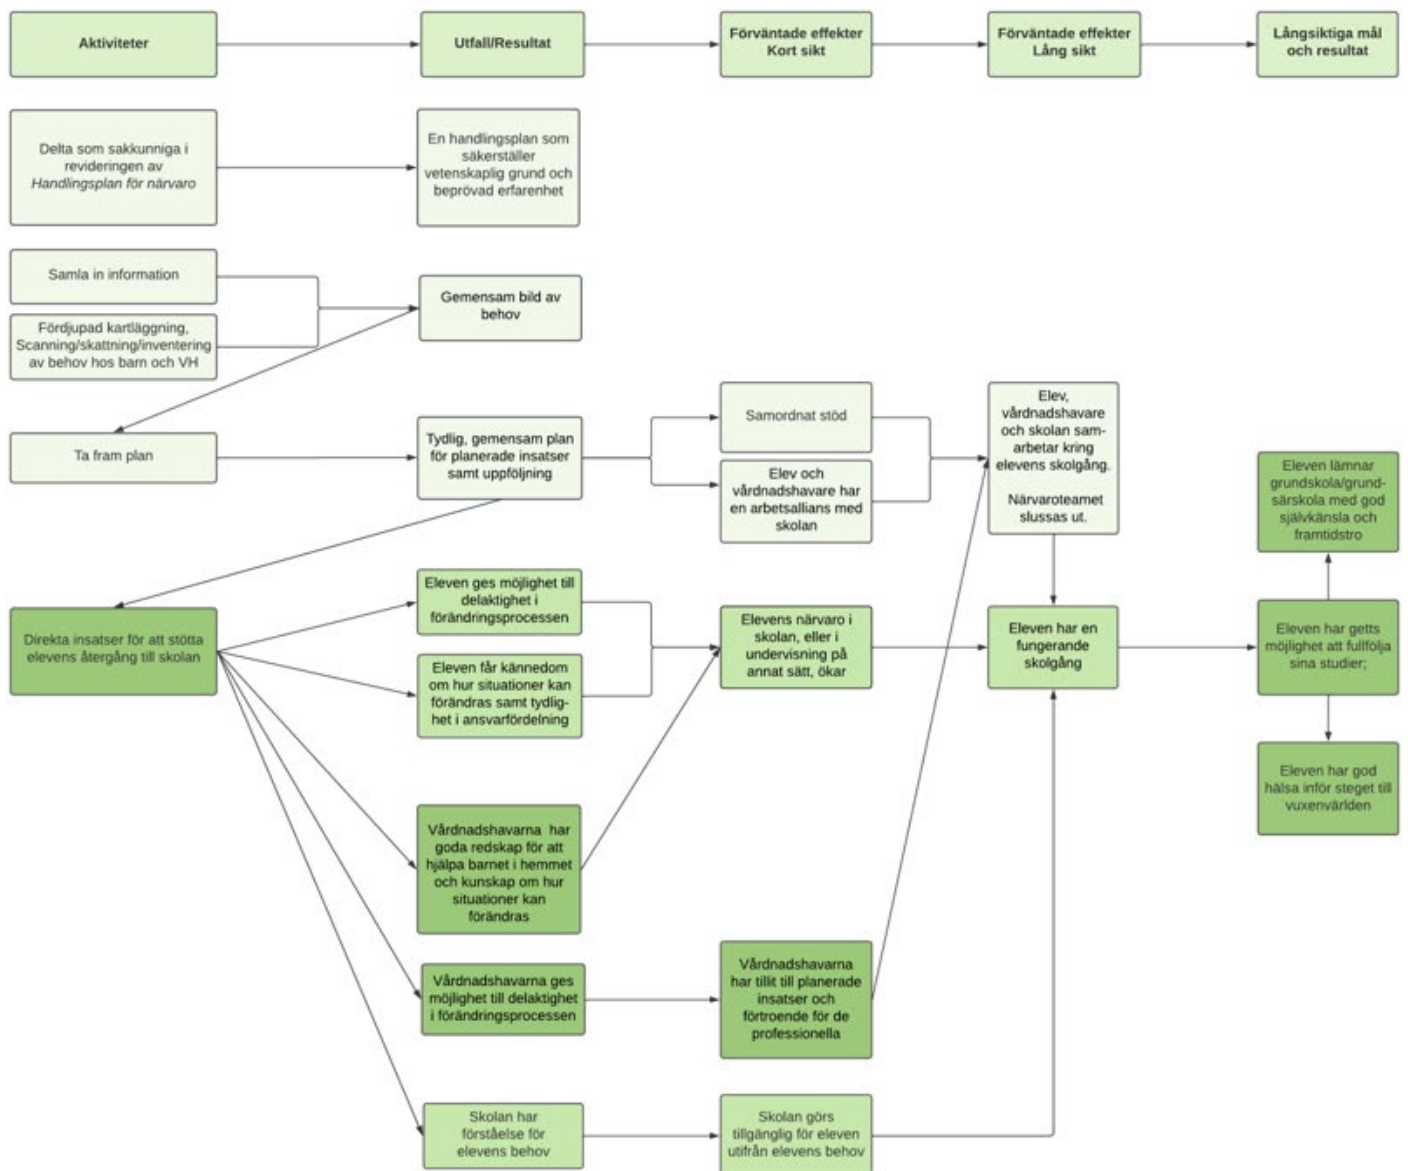 Aktiviteter
Utfall/Resultat
Förväntade effekter
Kort sikt
Förväntade effekter
Lång sikt
Långsiktiga mål
och resultat
Delta som sakkunniga i
revideringen av
Handlingsplan för närvaro
En handlingsplan som
säkerställer
vetenskaplig grund och
beprövad erfarenhet
Samla in information
Fördjupad kartläggning,
Scanning/skattning/inventering
av behov hos barn och VH
Gemensam bild av
behov
Ta fram plan
Tydlig, gemensam plan
för planerade insatser
samt uppföljning
Samordnat stöd
Elev och
vårdnadshavare har
en arbetsallians med
skolan
Elev,
vårdnadshavare
och skolan sam-
arbetar kring
elevens skolgång.
Närvaroteamet
slussas ut.
Eleven lämnar
grundskola/grund-
särskola med god
självkänsla och
framtidstro
Direkta insatser för att stötta
elevens återgång till skolan
Eleven ges möjlighet till
delaktighet i
förändringsprocessen
Eleven får kännedom
om hur situationer kan
förändras samt tydlig-
het i ansvarfördelning
Elevens närvaro i
skolan, eller i
undervisning på
annat sätt, ökar
Eleven har en
fungerande
skolgång
Eleven har getts
möjlighet att fullfölja
sina studier;
Eleven har god
hälsa inför steget till
vuxenvärlden
Vårdnadshavarna har
goda redskap för att
hjälpa barnet i hemmet
och kunskap om hur
situationer kan
förändras
Vårdnadshavarna ges
möjlighet till delaktighet
i förändringsprocessen
Vårdnadshavarna
har tillit till planerade
insatser och
förtroende för de
professionella
Skolan har
förståelse för
elevens behov
Skolan görs
tillgänglig för eleven
utifrån elevens behov